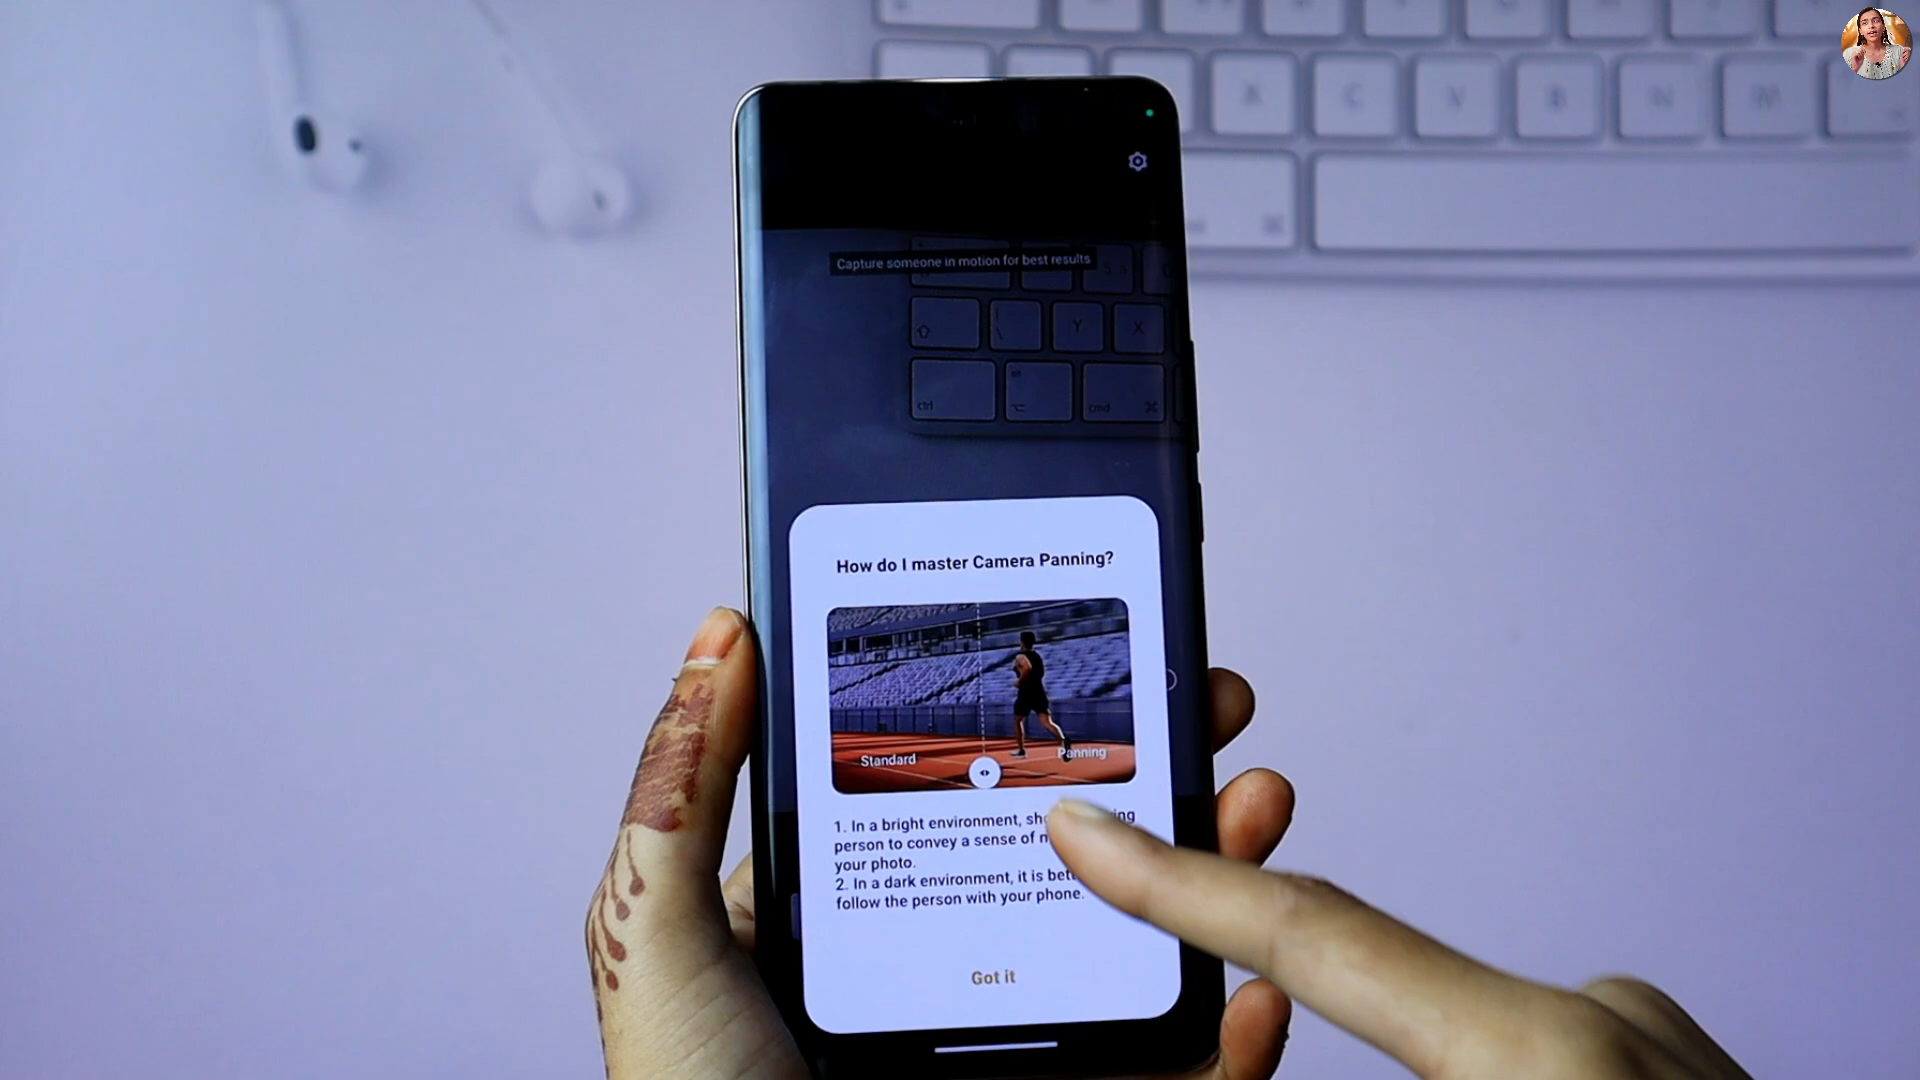 A C V B N M
⌘
Capture someone in motion for best results
Y X
ctrl cmd ⌘
How do I master Camera Panning?
Standard Panning
1. In a bright environment,
person to convey a sense of
your photo.
2. In a dark environment, it is
follow the person with your phone.
Got it